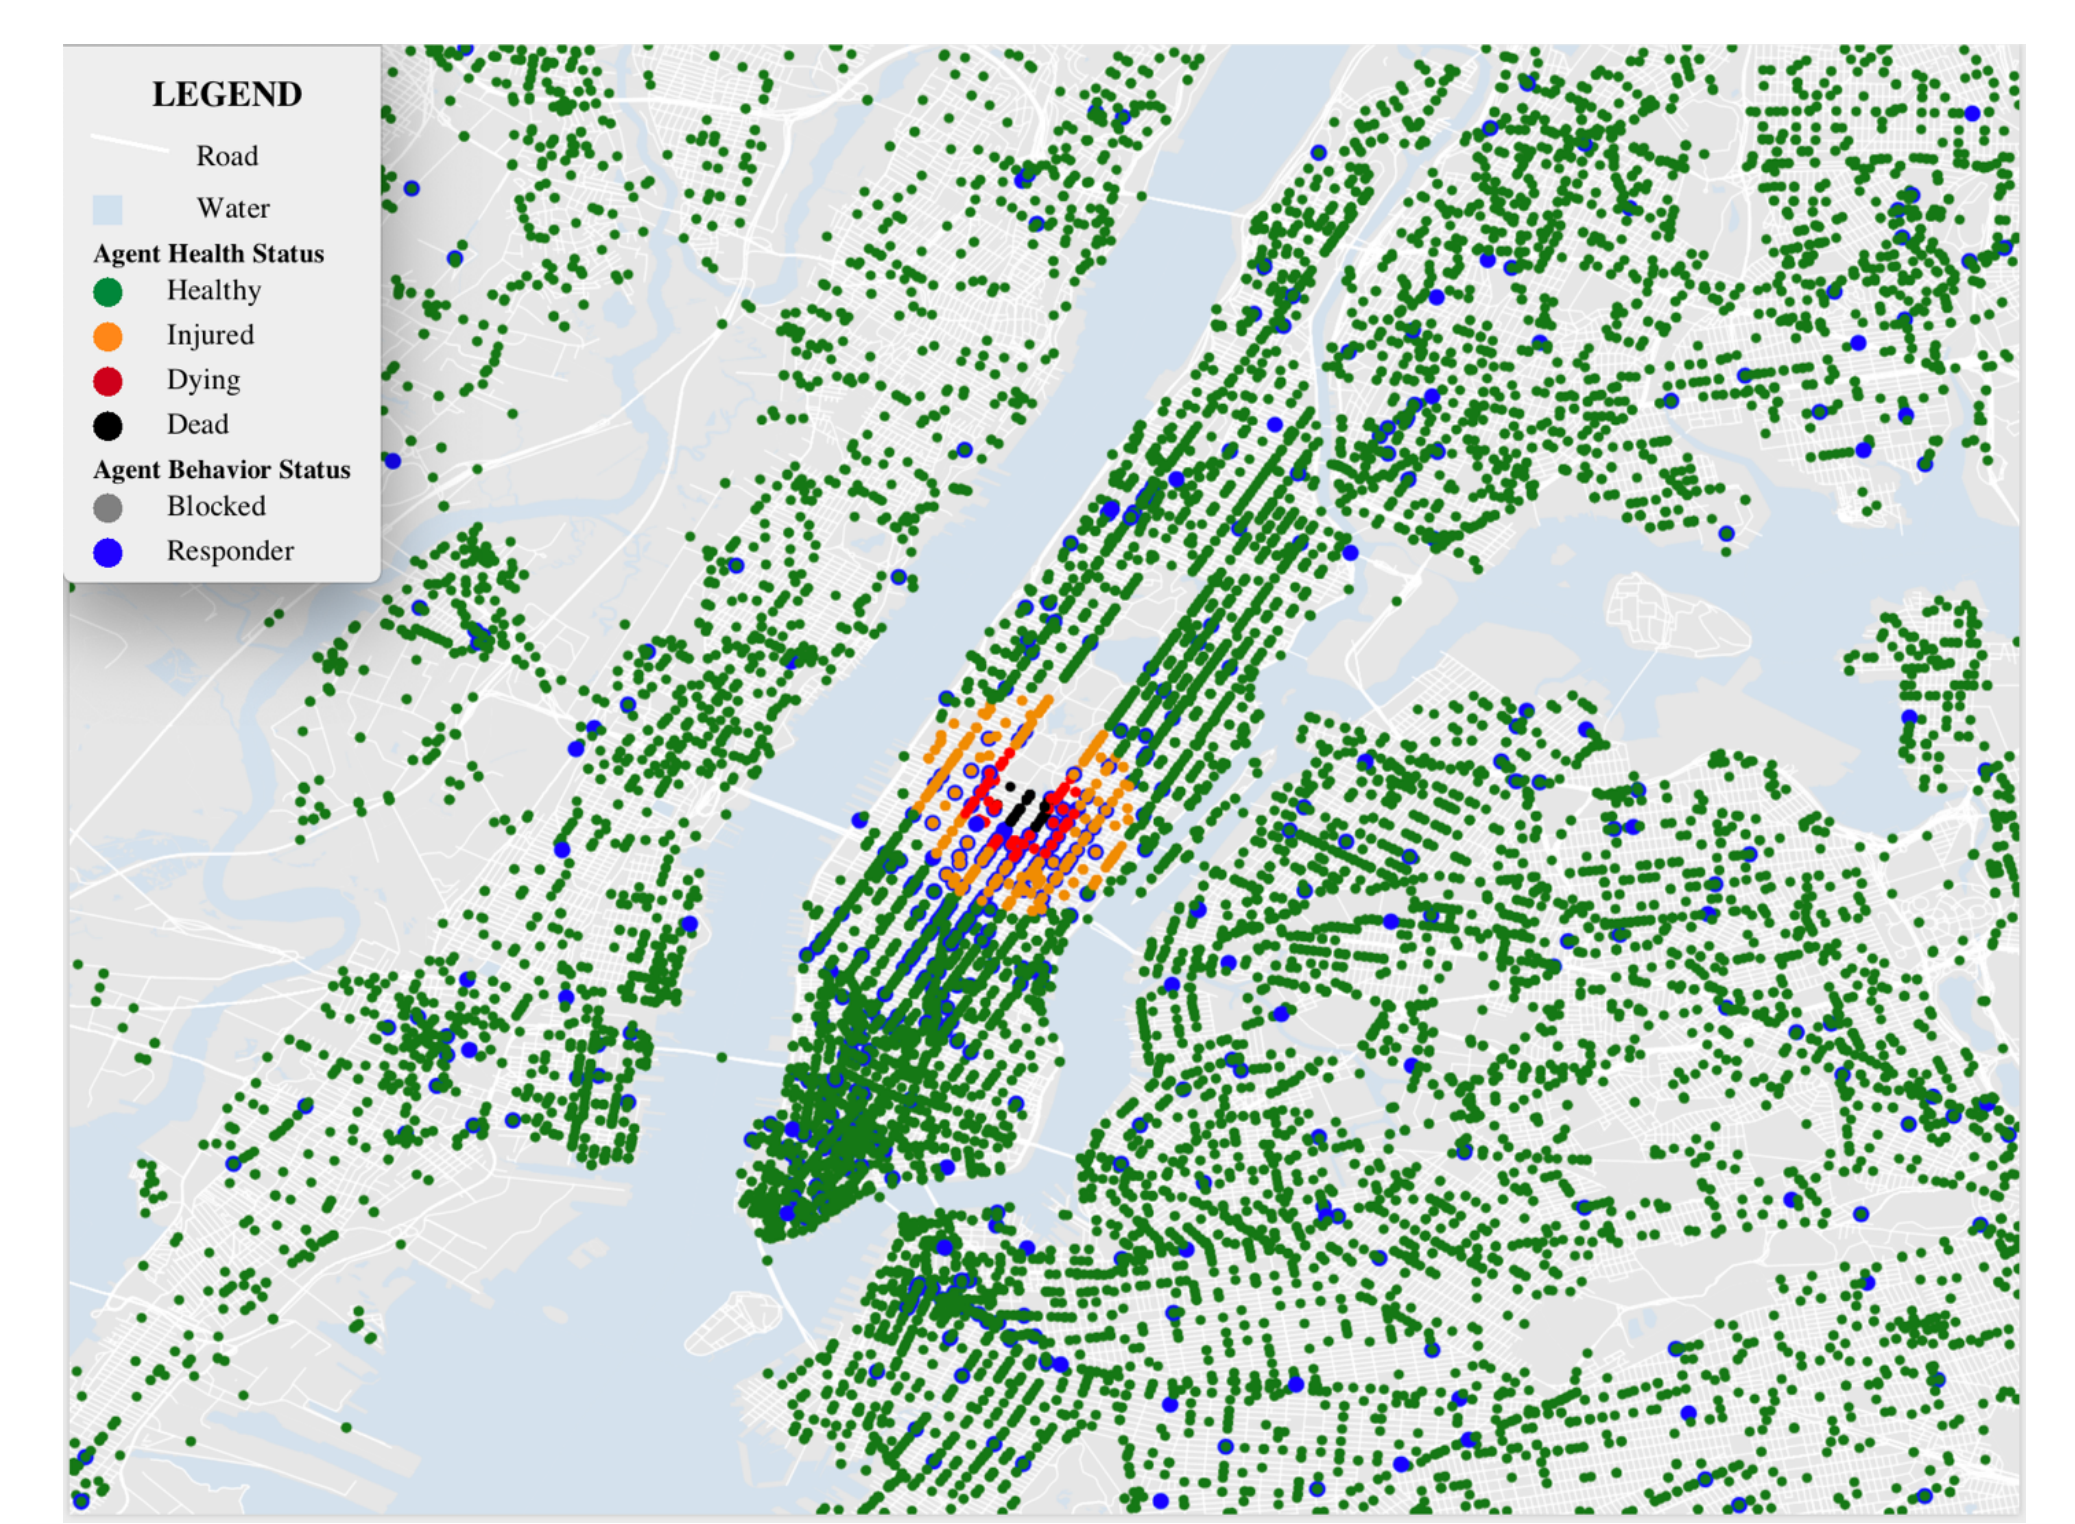 LEGEND
Road
Water
Agent Health Status
Healthy
Injured
Dying
Dead
Agent Behavior Status
Blocked
Responder